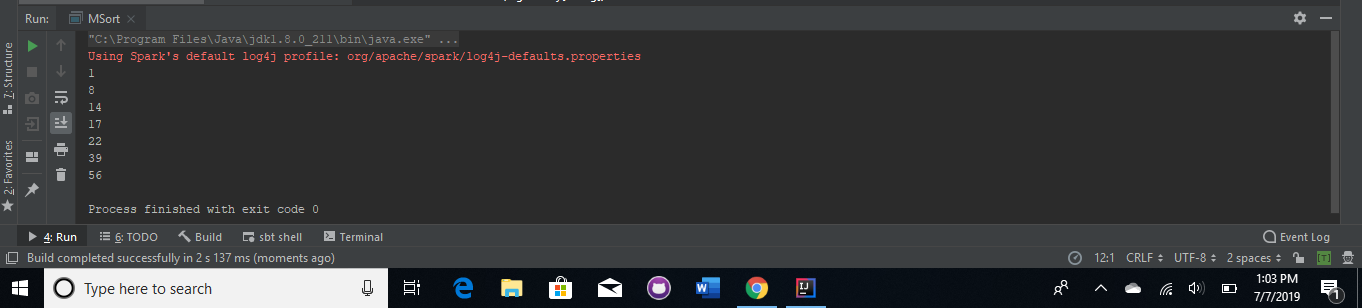 Run: MSort
"C:\Program Files\Java\jdk1.8.0_211\bin\java.exe" ...
Using Spark's default log4j profile: org/apache/spark/log4j-defaults.properties
1
8
14
17
22
39
56
Process finished with exit code 0
7: Structure
2: Favorites
4: Run 6: TODO Build sbt shell Terminal Event Log
Build completed successfully in 2 s 137 ms (moments ago) 12:1 CRLF UTF-8 2 spaces [T]
Type here to search W IJ 1:03 PM
7/7/2019 1